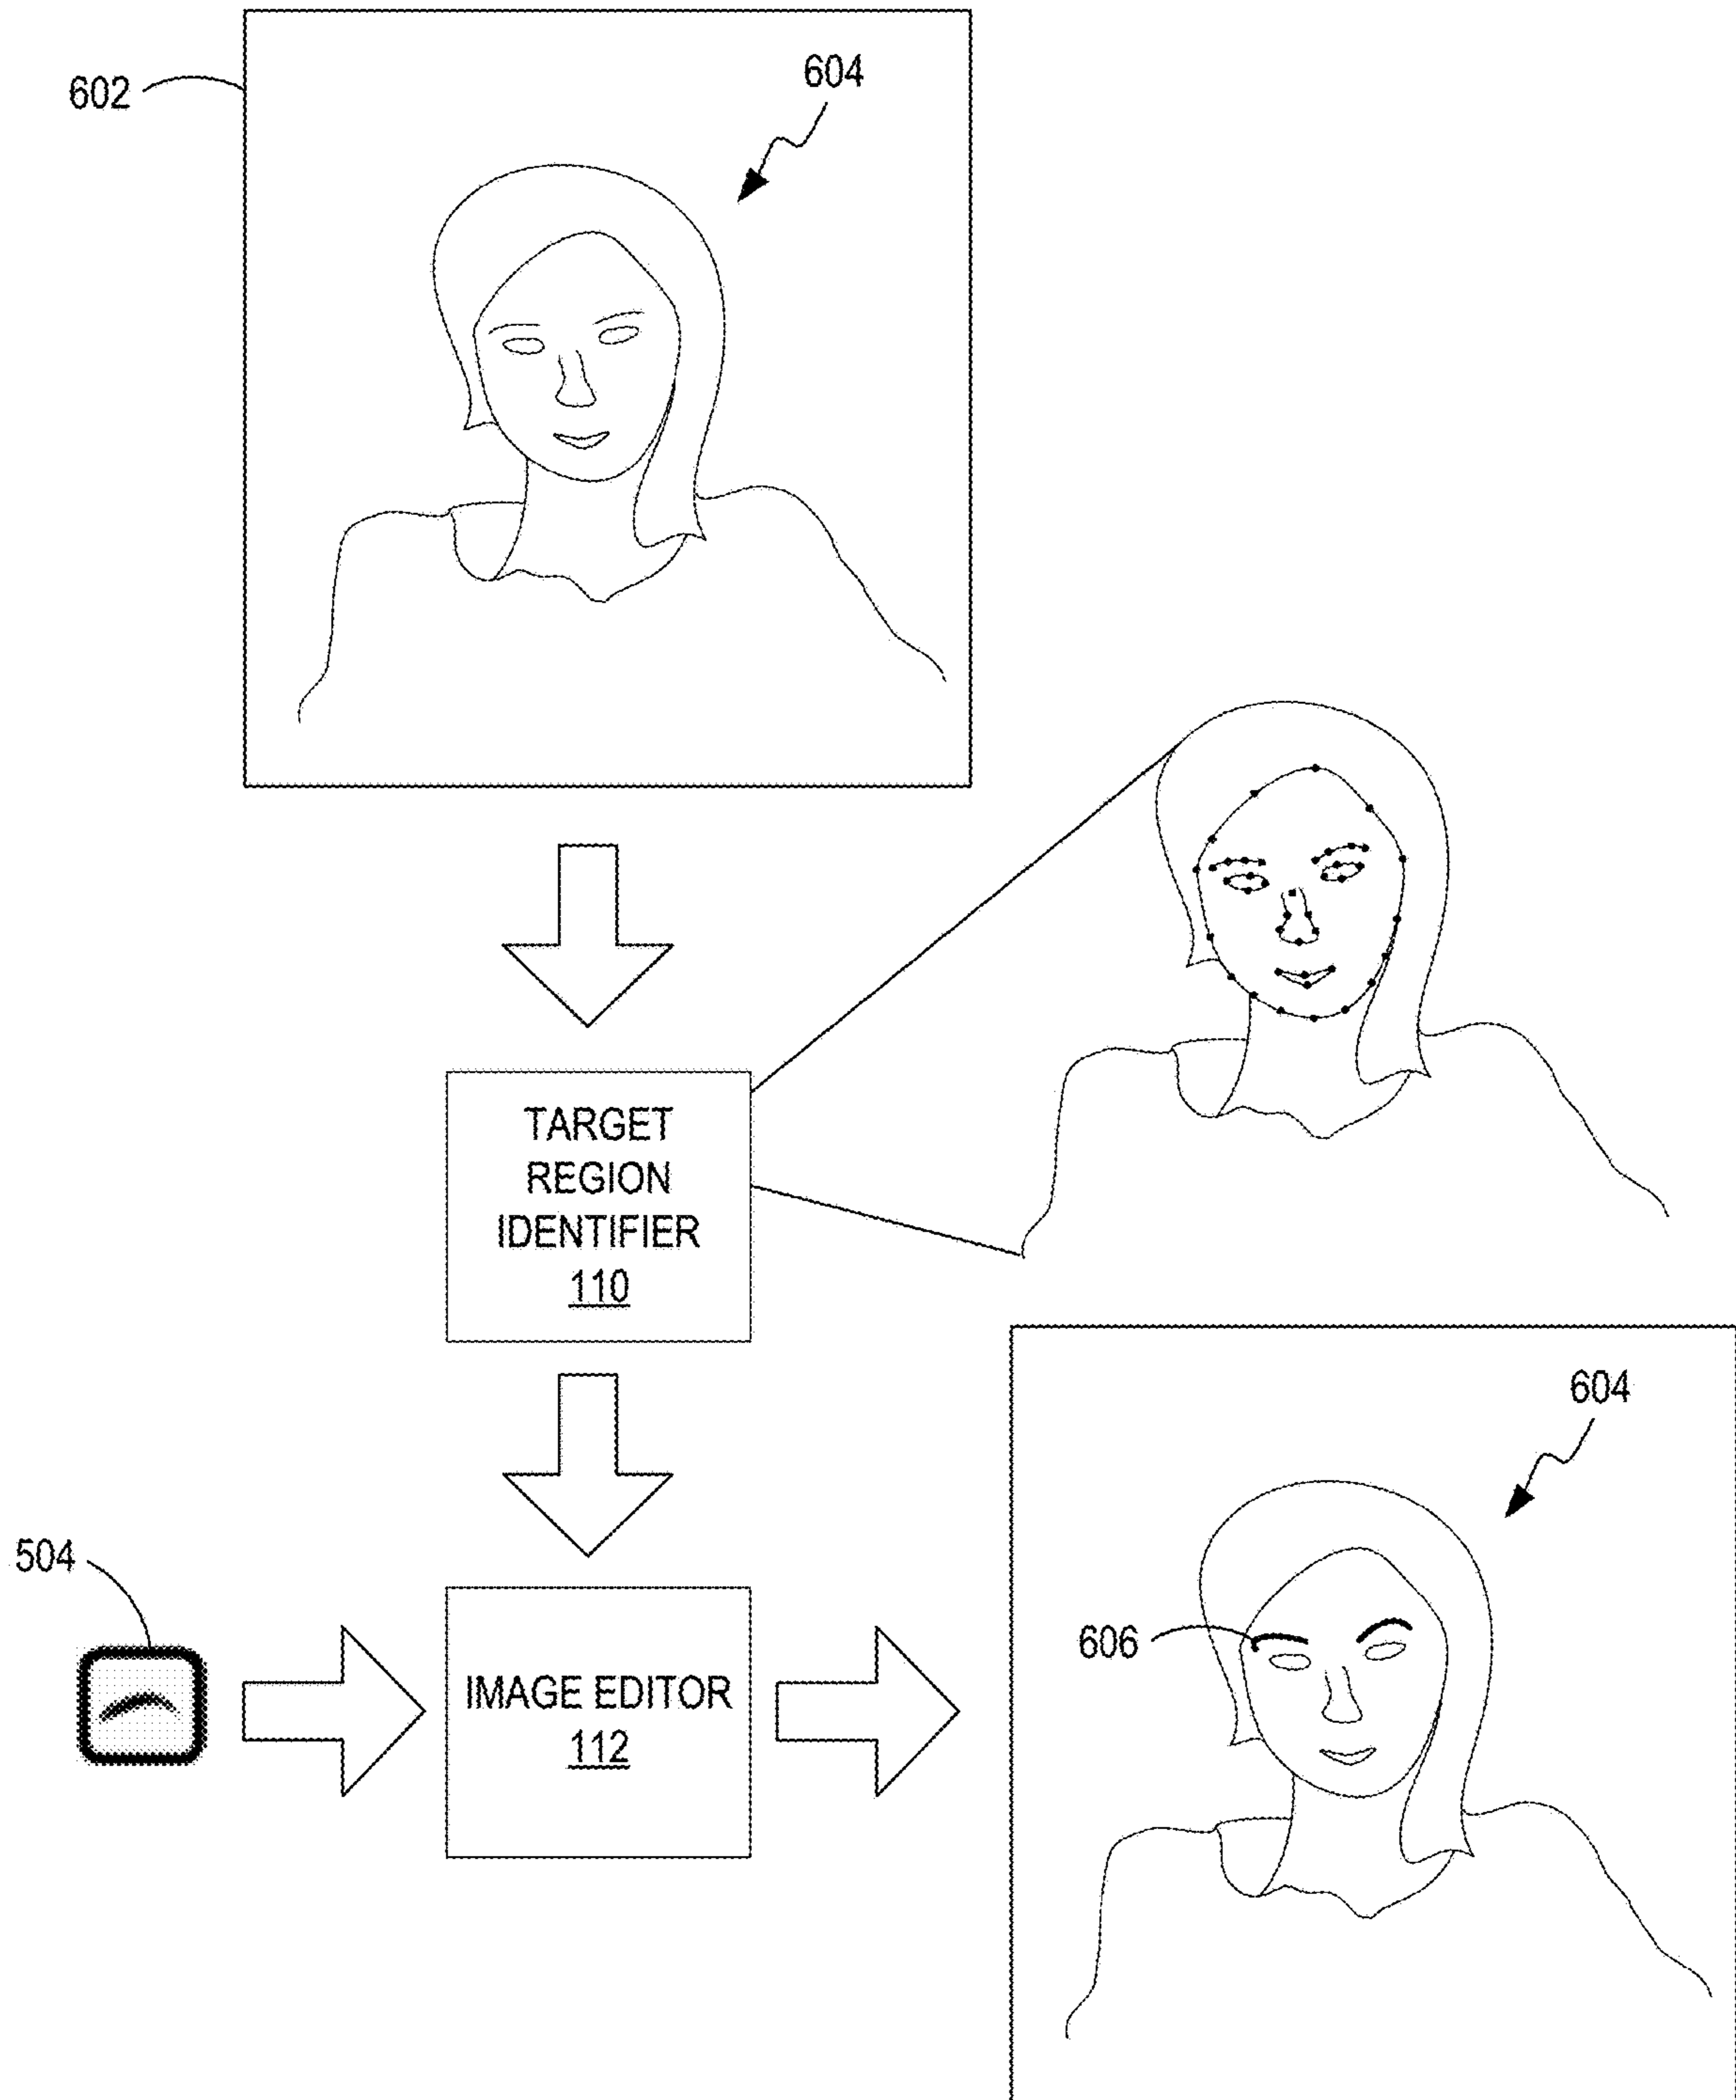 602
604
TARGET
REGION
IDENTIFIER
110
604
504
606
IMAGE EDITOR
112